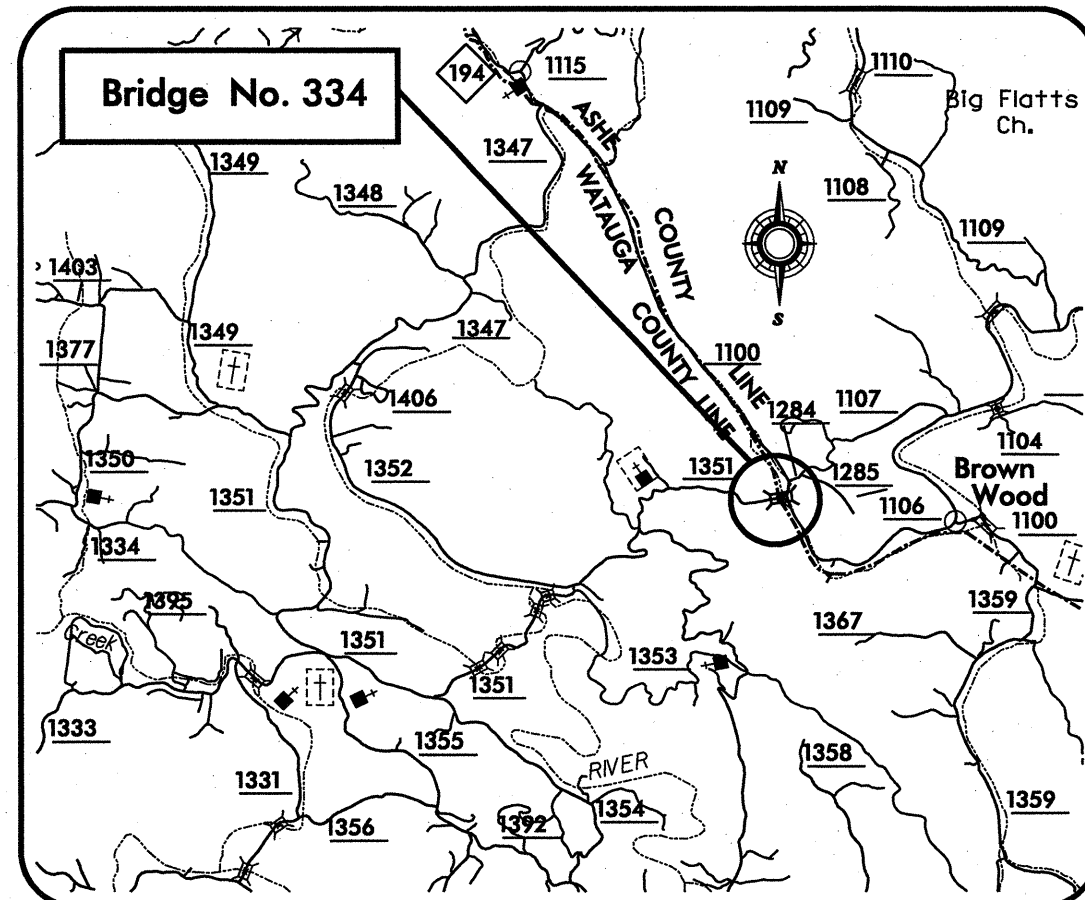 Bridge No. 334
194
1115
1110
Big Flatts
Ch.
1109
ASHE
1347
1349
1348
WATAUGA
N
1108
COUNTY
1109
S
1403
COUNTY LINE
1349
1347
1377
1100
LINE
1406
1284
1107
1104
1350
1352
1351
1285
Brown
Wood
1351
1106
1100
1334
1395
1359
1367
Creek
1351
1353
1351
1333
1355
1358
RIVER
1331
1359
1354
1356
1392